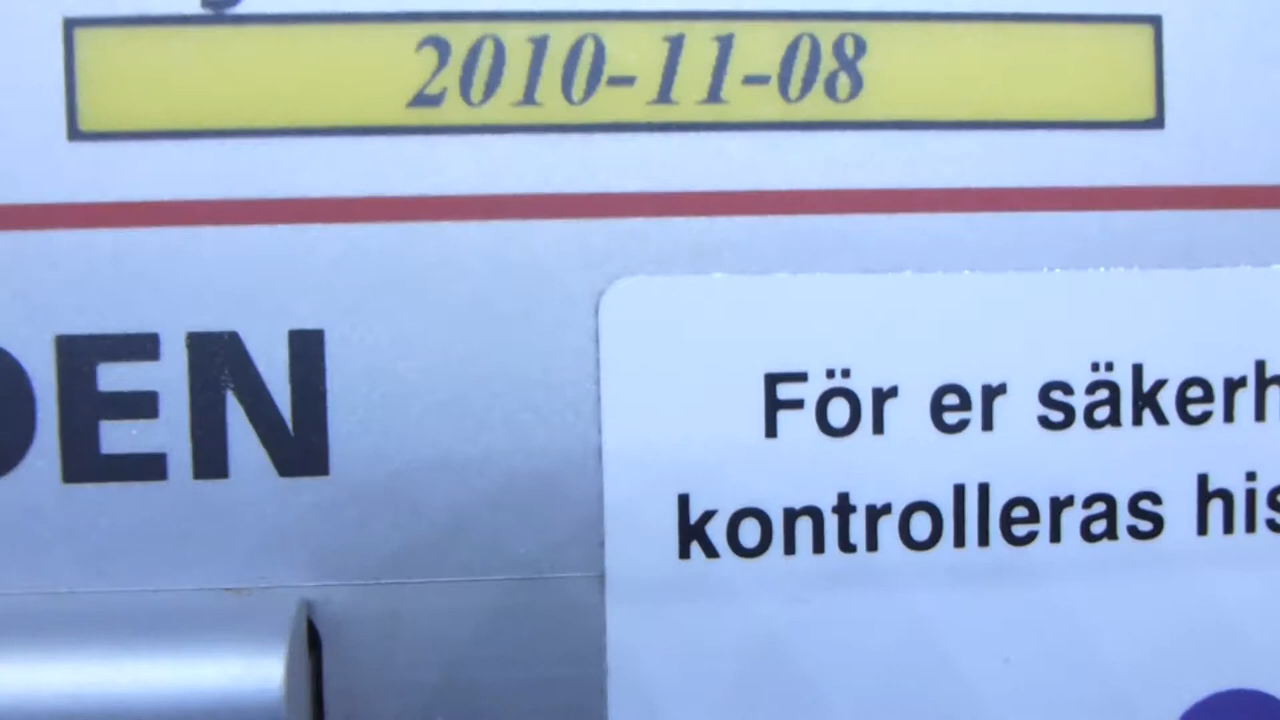 2010-11-08
DEN
För er säkerh
kontrolleras his